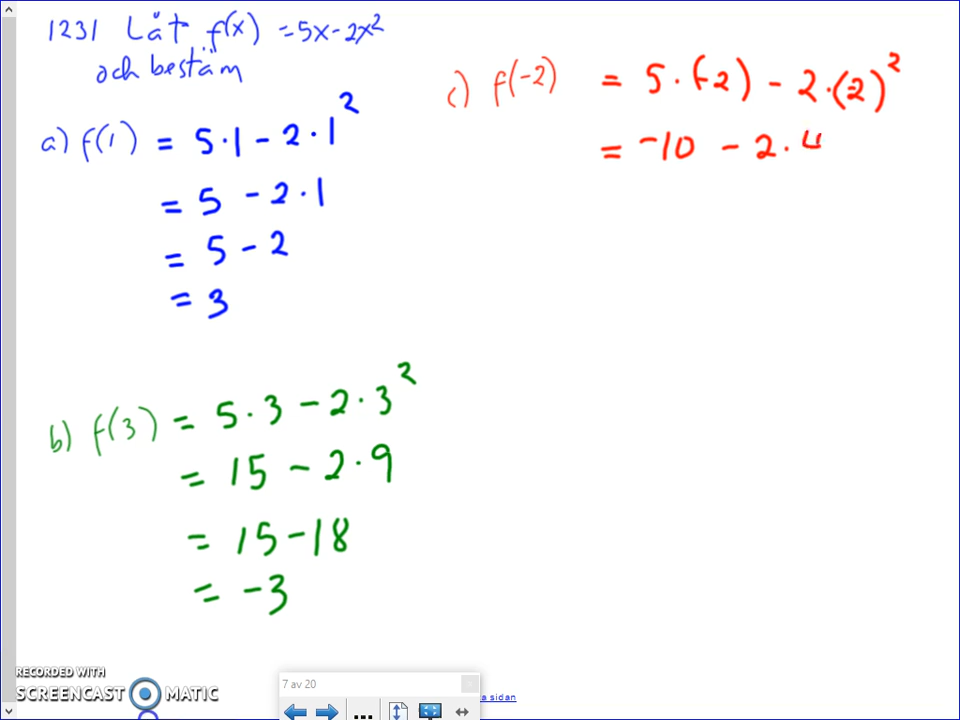 1231 Låt f(x) = 5x - 2x²
och bestäm
a) f(1) = 5·1 - 2·1²
= 5 - 2·1
= 5 - 2
= 3
b) f(3) = 5·3 - 2·3²
= 15 - 2·9
= 15 - 18
= -3
c) f(-2) = 5·(-2) - 2·(2)²
= -10 - 2·4
RECORDED WITH
SCREENCAST MATIC
7 av 20
a sidan